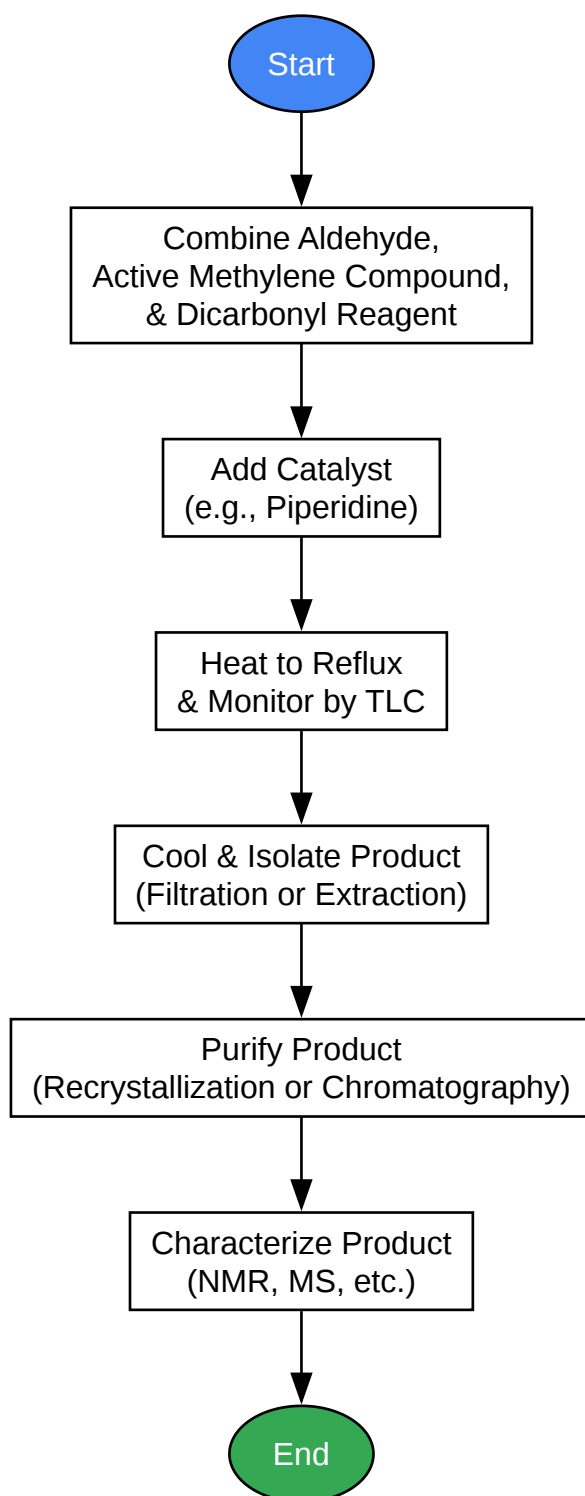 Start
Combine Aldehyde,
Active Methylene Compound,
& Dicarbonyl Reagent
Add Catalyst
(e.g., Piperidine)
Heat to Reflux
& Monitor by TLC
Cool & Isolate Product
(Filtration or Extraction)
Purify Product
(Recrystallization or Chromatography)
Characterize Product
(NMR, MS, etc.)
End